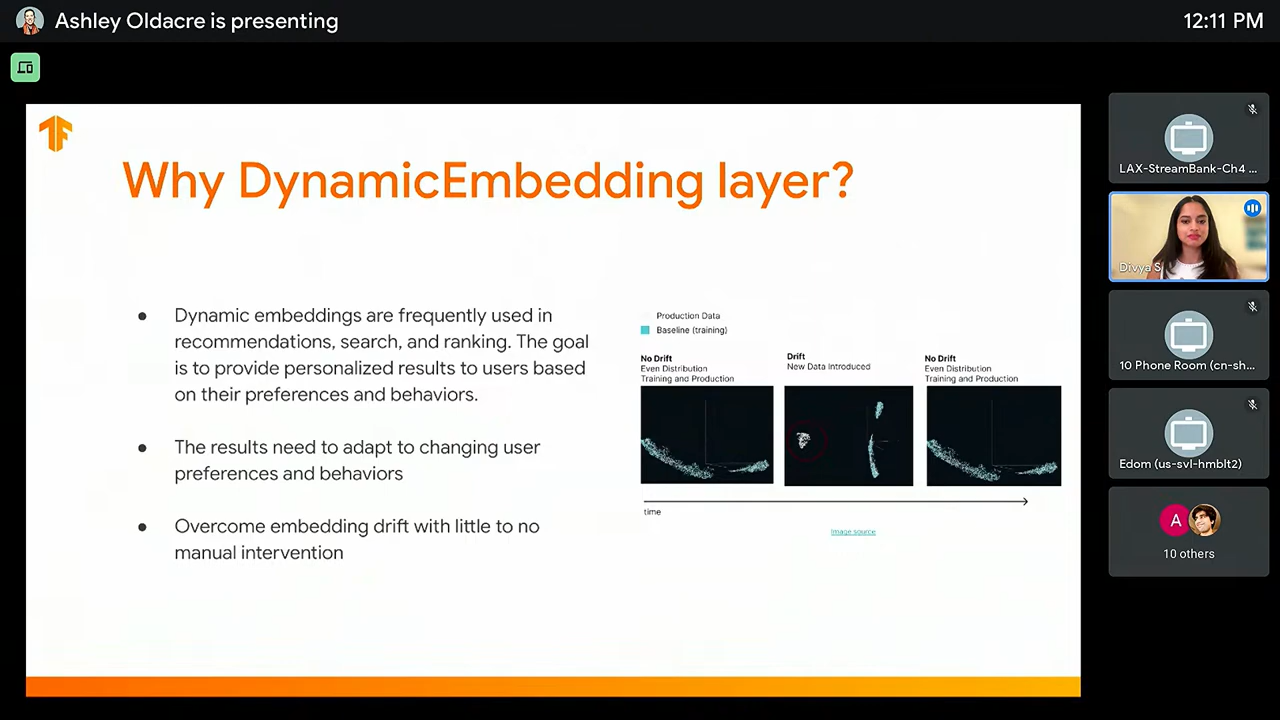 Ashley Oldacre is presenting
12:11 PM
Why DynamicEmbedding layer?
● Dynamic embeddings are frequently used in
recommendations, search, and ranking. The goal
is to provide personalized results to users based
on their preferences and behaviors.
● The results need to adapt to changing user
preferences and behaviors
● Overcome embedding drift with little to no
manual intervention
Production Data
Baseline (training)
No Drift
Even Distribution
Training and Production
Drift
New Data Introduced
No Drift
Even Distribution
Training and Production
time
Image source
LAX-StreamBank-Ch4 ...
Divya S
10 Phone Room (cn-sh...
Edom (us-svl-hmblt2)
A
10 others